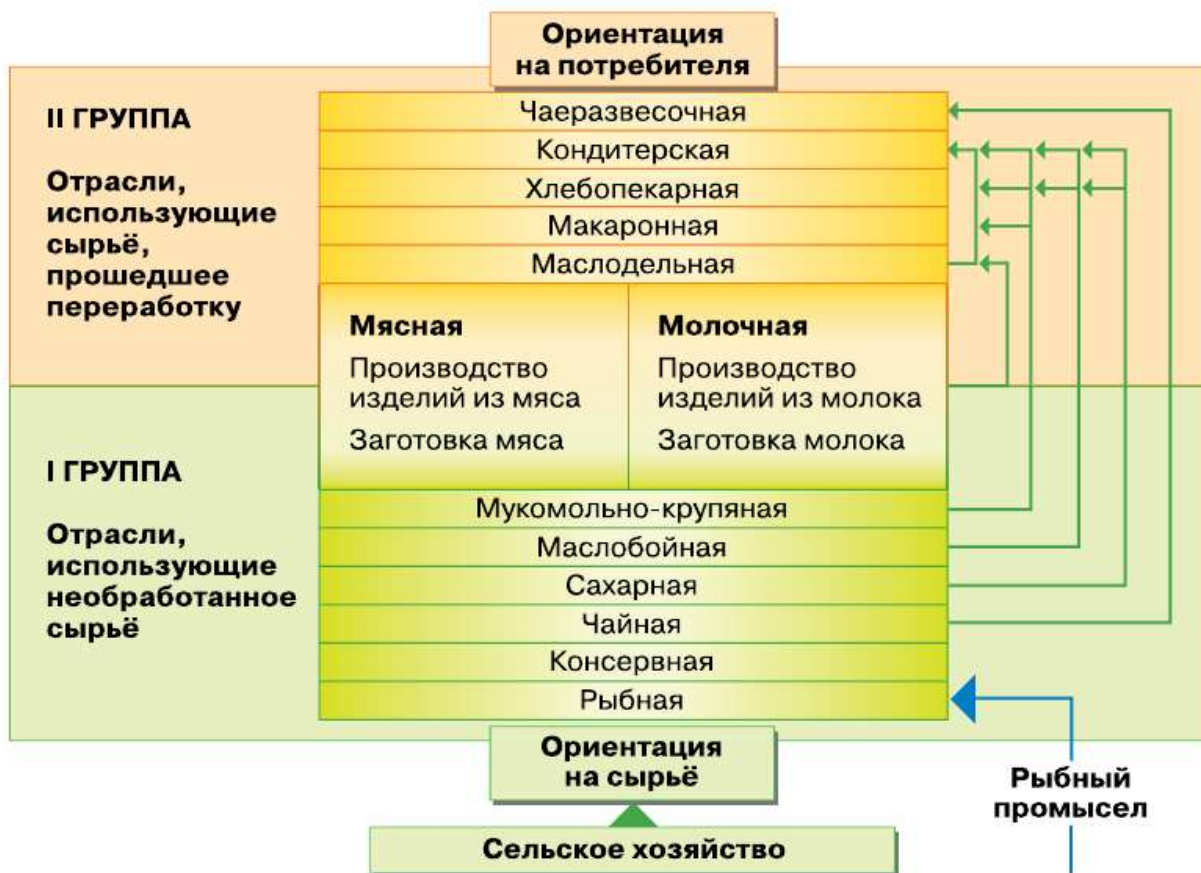 Ориентация
на потребителя
II ГРУППА
Отрасли,
использующие
сырьё,
прошедшее
переработку
Чаеразвесочная
Кондитерская
Хлебопекарная
Макаронная
Маслодельная
Мясная
Производство
изделий из мяса
Заготовка мяса
Молочная
Производство
изделий из молока
Заготовка молока
I ГРУППА
Отрасли,
использующие
необработанное
сырьё
Мукомольно-крупяная
Маслобойная
Сахарная
Чайная
Консервная
Рыбная
Ориентация
на сырьё
Рыбный
промысел
Сельское хозяйство